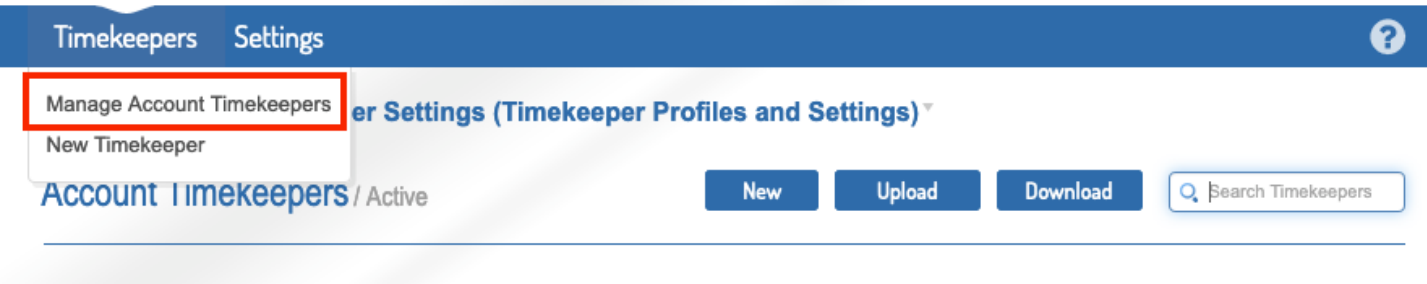 Timekeepers Settings ?
Manage Account Timekeepers
er Settings (Timekeeper Profiles and Settings)
New Timekeeper
Account Timekeepers / Active New Upload Download Search Timekeepers